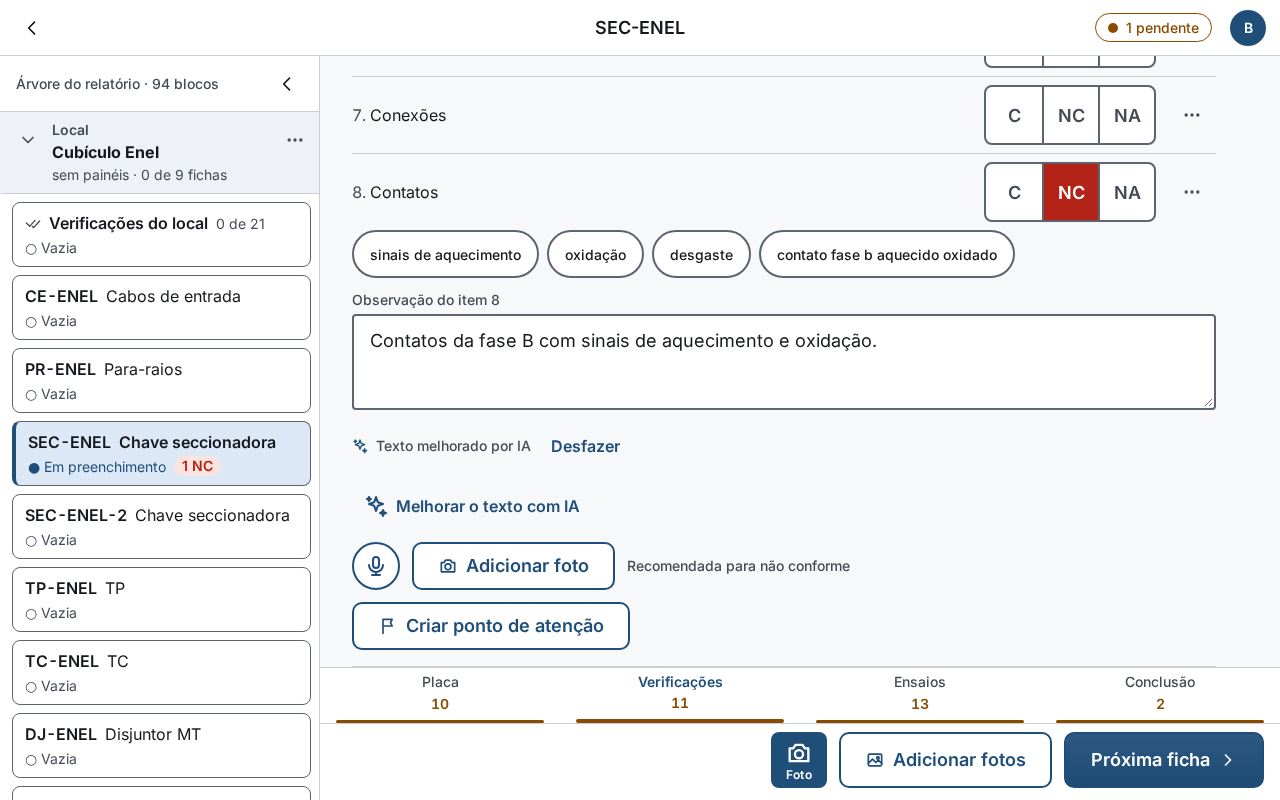 SEC-ENEL
1 pendente
B
Árvore do relatório · 94 blocos
Local
Cubículo Enel
sem painéis · 0 de 9 fichas
Verificações do local 0 de 21
Vazia
CE-ENEL Cabos de entrada
Vazia
PR-ENEL Para-raios
Vazia
SEC-ENEL Chave seccionadora
Em preenchimento 1 NC
SEC-ENEL-2 Chave seccionadora
Vazia
TP-ENEL TP
Vazia
TC-ENEL TC
Vazia
DJ-ENEL Disjuntor MT
Vazia
7. Conexões C NC NA
8. Contatos C NC NA
sinais de aquecimento oxidação desgaste contato fase b aquecido oxidado
Observação do item 8
Contatos da fase B com sinais de aquecimento e oxidação.
Texto melhorado por IA Desfazer
Melhorar o texto com IA
Adicionar foto Recomendada para não conforme
Criar ponto de atenção
Placa Verificações Ensaios Conclusão
10 11 13 2
Foto Adicionar fotos Próxima ficha